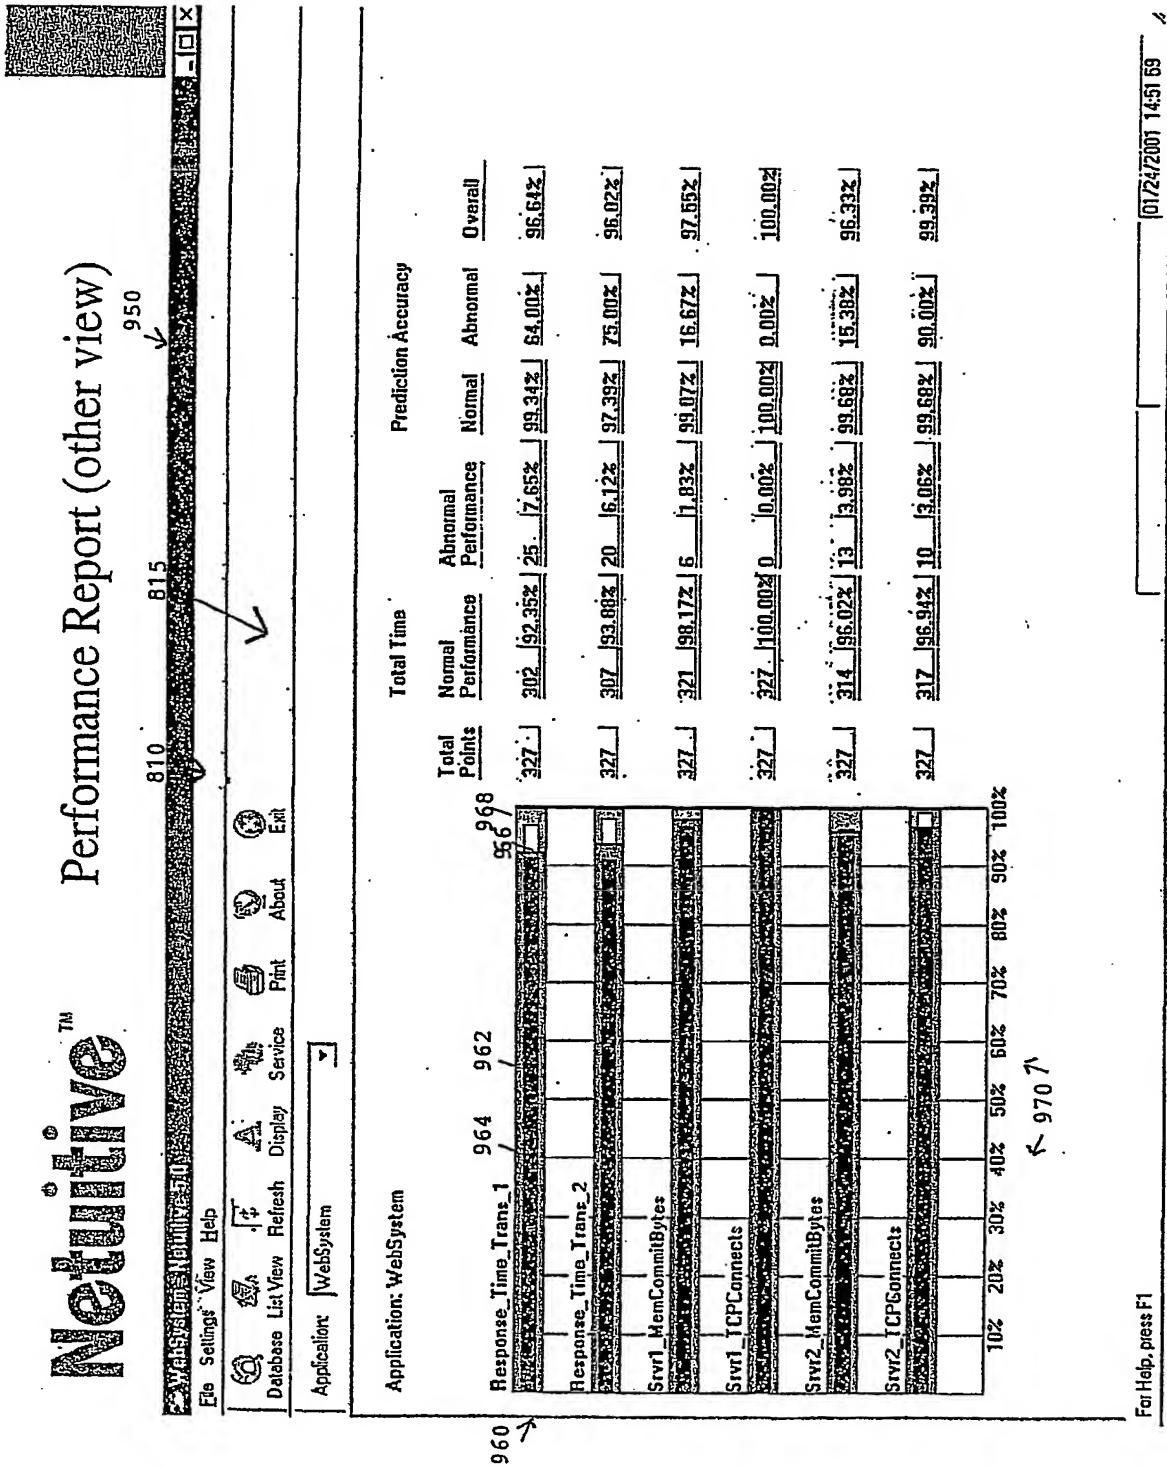 Netuitive™ Performance Report (other view)
950
810 815
WebSystem's Netuitive 5.0
File Settings View Help
Database List View Refresh Display Service Print About Exit
Application: WebSystem
Application: WebSystem
Total Time Prediction Accuracy
Total Points Normal Performance Abnormal Performance Normal Abnormal Overall
960 964 962 966 968
Response_Time_Trans_1 327 302 92.35% 25 7.65% 99.34% 64.00% 96.64%
Response_Time_Trans_2 327 307 93.88% 20 6.12% 97.39% 75.00% 96.02%
Srvr1_MemCommitBytes 327 321 98.17% 6 1.83% 99.07% 16.67% 97.55%
Srvr1_TCPConnects 327 327 100.00% 0 0.00% 100.00% 0.00% 100.00%
Srvr2_MemCommitBytes 327 314 96.02% 13 3.98% 99.68% 15.38% 96.33%
Srvr2_TCPConnects 327 317 96.94% 10 3.06% 99.68% 90.00% 99.39%
10% 20% 30% 40% 50% 60% 70% 80% 90% 100%
970
For Help, press F1 01/24/2001 14:51 59